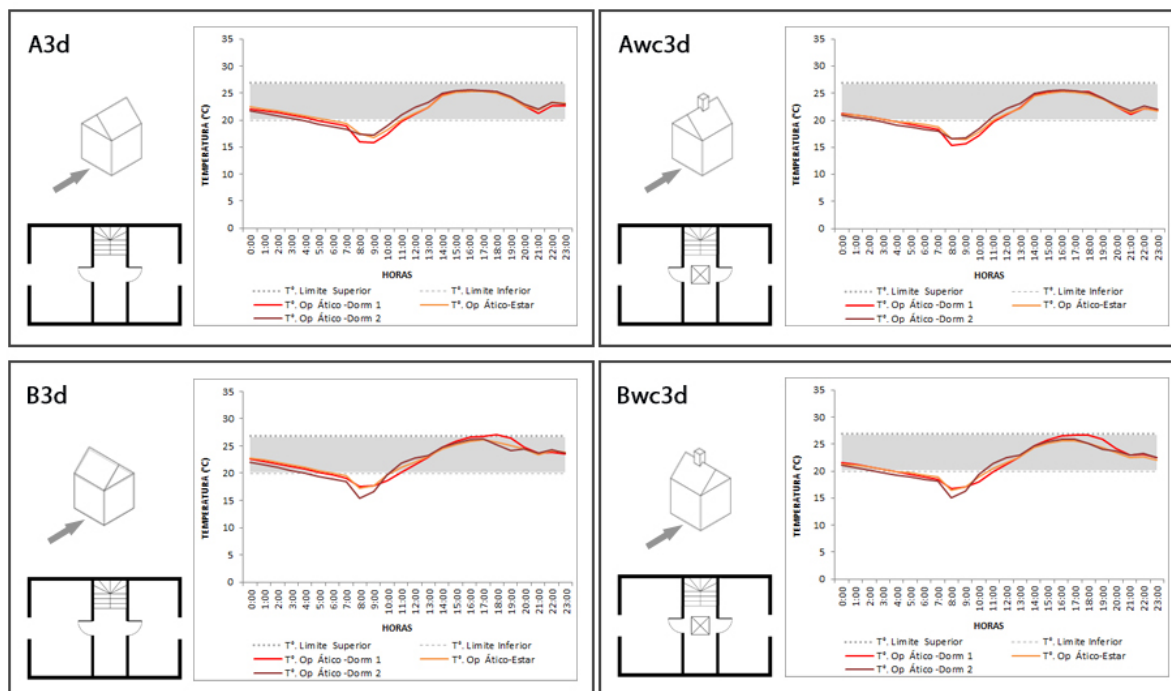 A3d
35
30
25
20
15
10
5
0
TEMPERATURA (°C)
0:00 1:00 2:00 3:00 4:00 5:00 6:00 7:00 8:00 9:00 10:00 11:00 12:00 13:00 14:00 15:00 16:00 17:00 18:00 19:00 20:00 21:00 22:00 23:00
HORAS
Tª. Limite Superior Tª. Limite Inferior
Tª. Op Ático -Dorm 1 Tª. Op Ático-Estar
Tª. Op Ático -Dorm 2
Awc3d
35
30
25
20
15
10
5
0
TEMPERATURA (°C)
0:00 1:00 2:00 3:00 4:00 5:00 6:00 7:00 8:00 9:00 10:00 11:00 12:00 13:00 14:00 15:00 16:00 17:00 18:00 19:00 20:00 21:00 22:00 23:00
HORAS
Tª. Limite Superior Tª. Limite Inferior
Tª. Op Ático -Dorm 1 Tª. Op Ático-Estar
Tª. Op Ático -Dorm 2
B3d
35
30
25
20
15
10
5
0
TEMPERATURA (°C)
0:00 1:00 2:00 3:00 4:00 5:00 6:00 7:00 8:00 9:00 10:00 11:00 12:00 13:00 14:00 15:00 16:00 17:00 18:00 19:00 20:00 21:00 22:00 23:00
HORAS
Tª. Limite Superior Tª. Limite Inferior
Tª. Op Ático -Dorm 1 Tª. Op Ático-Estar
Tª. Op Ático -Dorm 2
Bwc3d
35
30
25
20
15
10
5
0
TEMPERATURA (°C)
0:00 1:00 2:00 3:00 4:00 5:00 6:00 7:00 8:00 9:00 10:00 11:00 12:00 13:00 14:00 15:00 16:00 17:00 18:00 19:00 20:00 21:00 22:00 23:00
HORAS
Tª. Limite Superior Tª. Limite Inferior
Tª. Op Ático -Dorm 1 Tª. Op Ático-Estar
Tª. Op Ático -Dorm 2